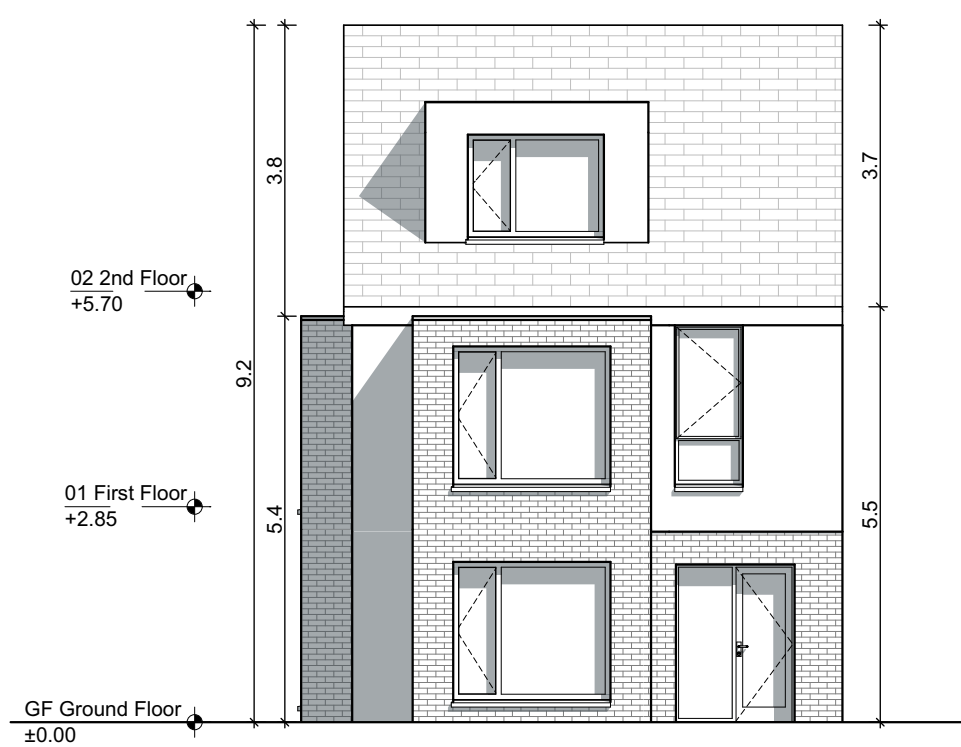 3.8
3.7
02 2nd Floor
+5.70
9.2
01 First Floor
+2.85
5.4
5.5
GF Ground Floor
±0.00